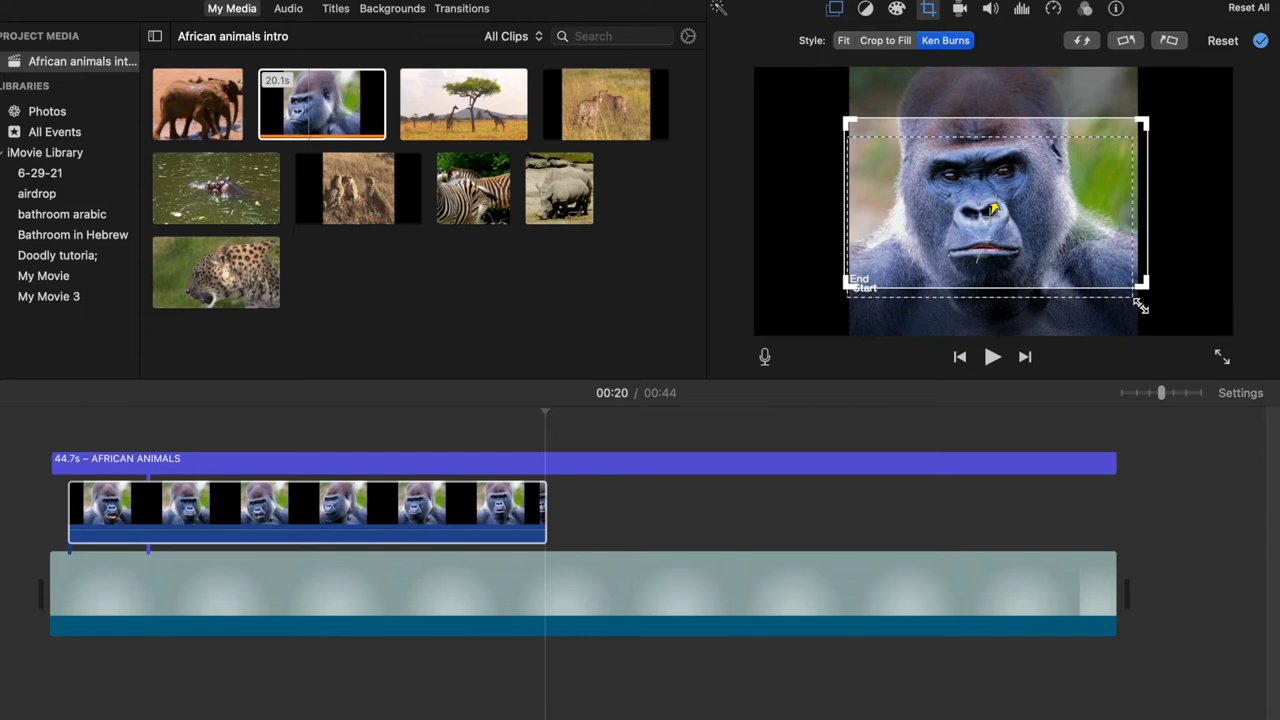 My Media Audio Titles Backgrounds Transitions
Reset All
PROJECT MEDIA
African animals int...
African animals intro
All Clips
Search
Style: Fit Crop to Fill Ken Burns
Reset
LIBRARIES
Photos
All Events
iMovie Library
6-29-21
airdrop
bathroom arabic
Bathroom in Hebrew
Doodly tutoria;
My Movie
My Movie 3
20.1s
End
Start
00:20 / 00:44
Settings
44.7s – AFRICAN ANIMALS